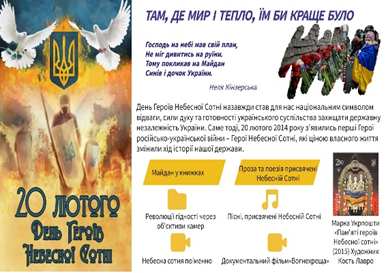 ТАМ, ДЕ МИР І ТЕПЛО, ЇМ БИ КРАЩЕ БУЛО
Господь на небі мав свій план,
Не міг дивитись на руїни.
Тому покликав на Майдан
Синів і дочок України.
Неля Кінзерська
День Героїв Небесної Сотні назавжди став для нас національним символом
відваги, сили духу та готовності українського суспільства захищати державну
незалежність України. Саме тоді, 20 лютого 2014 року з'явились перші Герої
російсько-української війни – Герої Небесної Сотні, які ціною власного життя
змінили хід історії нашої держави.
20 ЛЮТОГО
День Героїв
Небесної Сотні
Майдан у книжках
Проза та поезія присвячені
Небесній Сотні
Революції гідності через
об'єктиви камер
Пісні, присвячені Небесній Сотні
Небесна сотня поіменно
Документальний фільм «Вогнехреща»
Марка Укрпошти
«Пам'яті героїв
Небесної сотні»
(2015) Художник
Кость Лавро